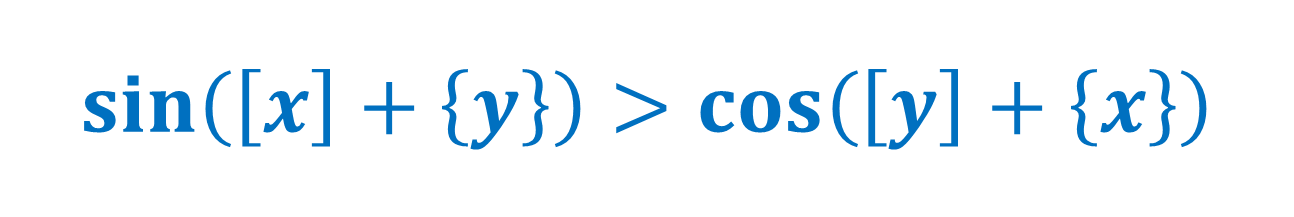 sin([x] + {y}) > cos([y] + {x})